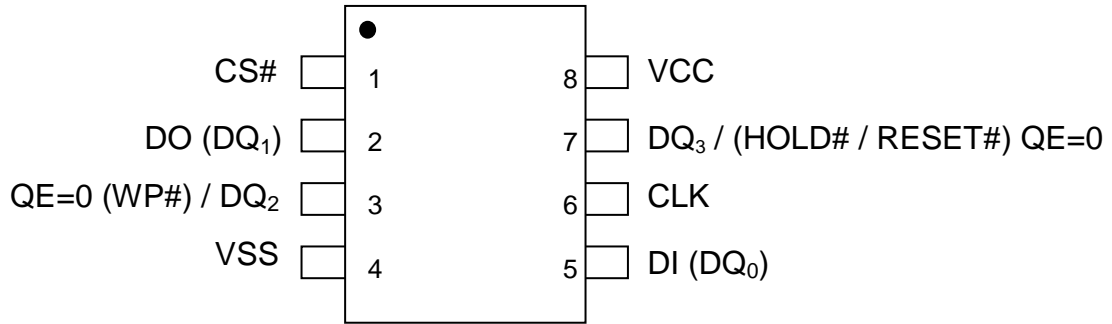 CS# 1 8 VCC
DO (DQ₁) 2 7 DQ₃ / (HOLD# / RESET#) QE=0
QE=0 (WP#) / DQ₂ 3 6 CLK
VSS 4 5 DI (DQ₀)